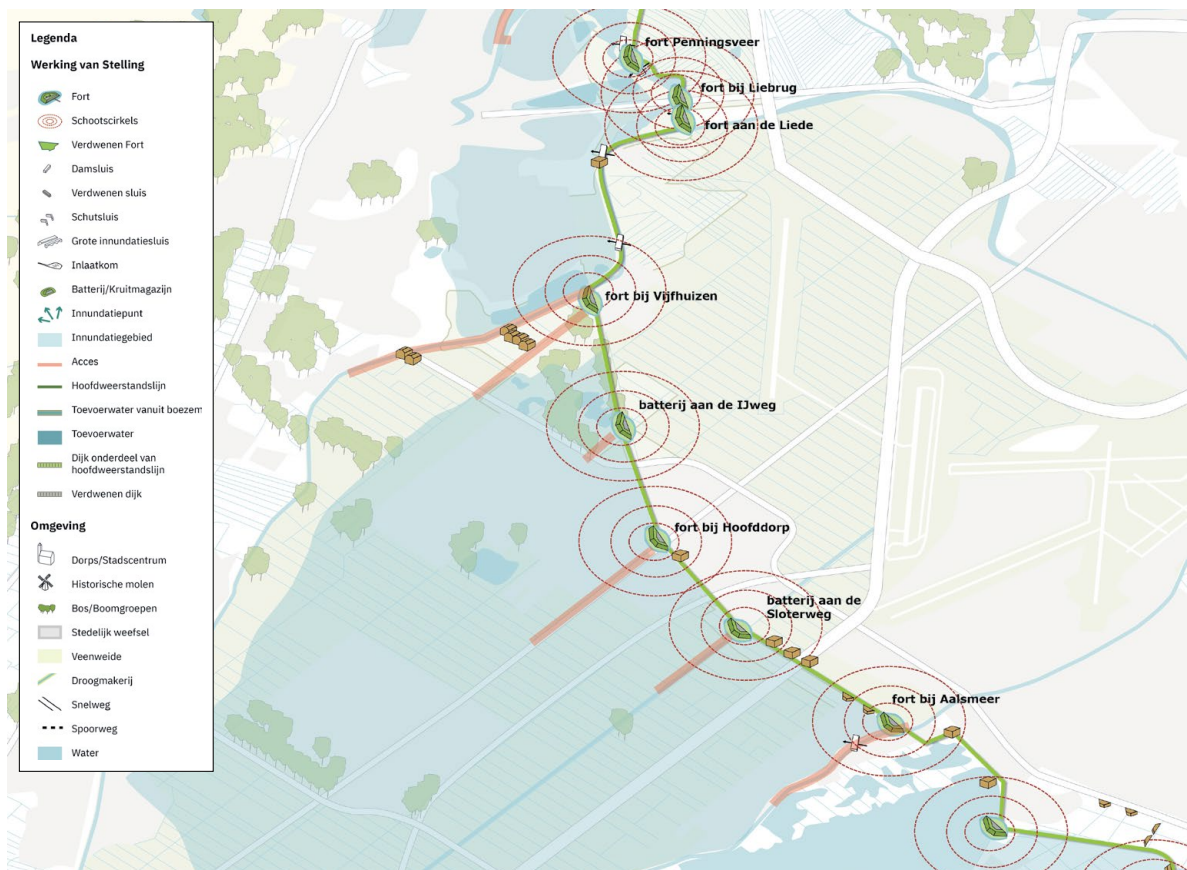 Legenda
Werking van Stelling
Fort
Schootscirkels
Verdwenen Fort
Damsluis
Verdwenen sluis
Schutsluis
Grote innundatiesluis
Inlaatkom
Batterij/Kruitmagazijn
Innundatiepunt
Innundatiegebied
Acces
Hoofdweerstandslijn
Toevoerwater vanuit boezem
Toevoerwater
Dijk onderdeel van
hoofdweerstandslijn
Verdwenen dijk
Omgeving
Dorps/Stadscentrum
Historische molen
Bos/Boomgroepen
Stedelijk weefsel
Veenweide
Droogmakerij
Snelweg
Spoorweg
Water
fort Penningsveer
fort bij Liebrug
fort aan de Liede
fort bij Vijfhuizen
batterij aan de IJweg
fort bij Hoofddorp
batterij aan de
Sloterweg
fort bij Aalsmeer